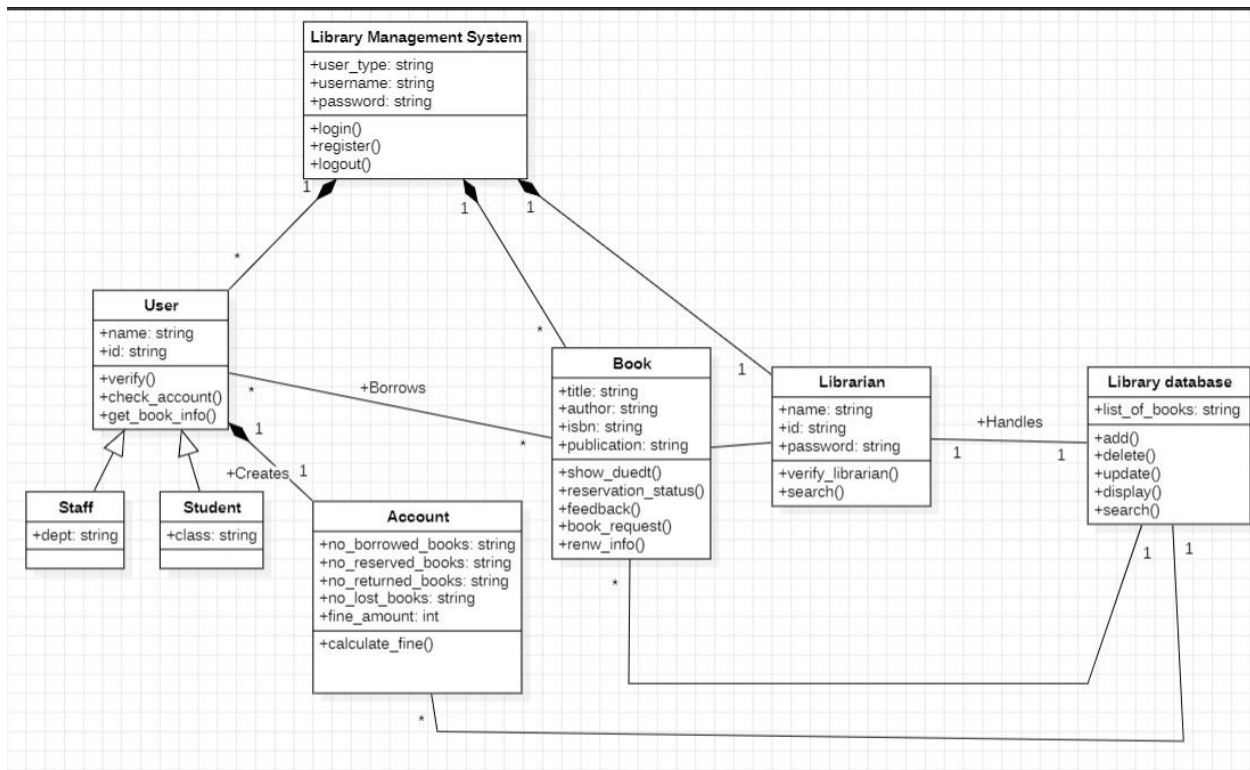 Library Management System
+user_type: string
+username: string
+password: string
+login()
+register()
+logout()
1
1
1
*
*
1
User
+name: string
+id: string
+verify()
+check_account()
+get_book_info()
*
+Borrows
*
1
+Creates
1
Book
+title: string
+author: string
+isbn: string
+publication: string
+show_duedt()
+reservation_status()
+feedback()
+book_request()
+renw_info()
*
Librarian
+name: string
+id: string
+password: string
+verify_librarian()
+search()
+Handles
1
1
Library database
+list_of_books: string
+add()
+delete()
+update()
+display()
+search()
1
1
Staff
+dept: string
Student
+class: string
Account
+no_borrowed_books: string
+no_reserved_books: string
+no_returned_books: string
+no_lost_books: string
+fine_amount: int
+calculate_fine()
*